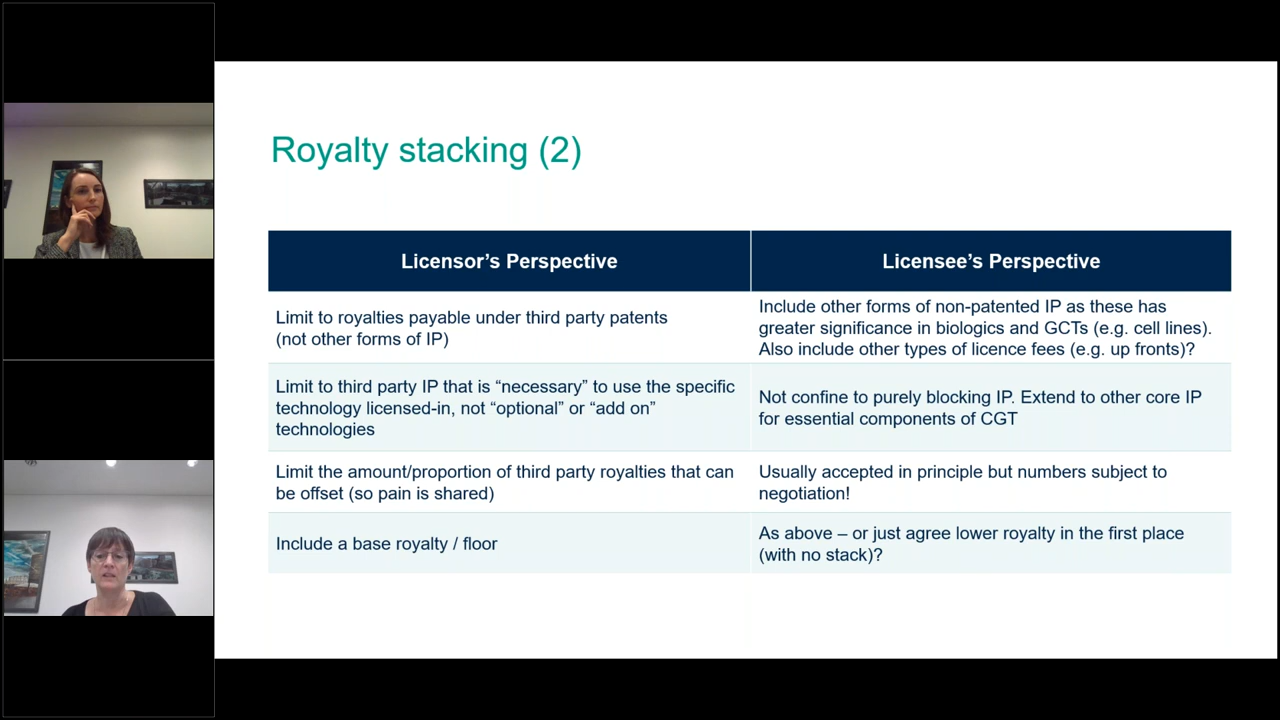 Royalty stacking (2)
Licensor’s Perspective
Licensee’s Perspective
Limit to royalties payable under third party patents
(not other forms of IP)
Include other forms of non-patented IP as these has
greater significance in biologics and GCTs (e.g. cell lines).
Also include other types of licence fees (e.g. up fronts)?
Limit to third party IP that is “necessary” to use the specific
technology licensed-in, not “optional” or “add on”
technologies
Not confine to purely blocking IP. Extend to other core IP
for essential components of CGT
Limit the amount/proportion of third party royalties that can
be offset (so pain is shared)
Usually accepted in principle but numbers subject to
negotiation!
Include a base royalty / floor
As above – or just agree lower royalty in the first place
(with no stack)?